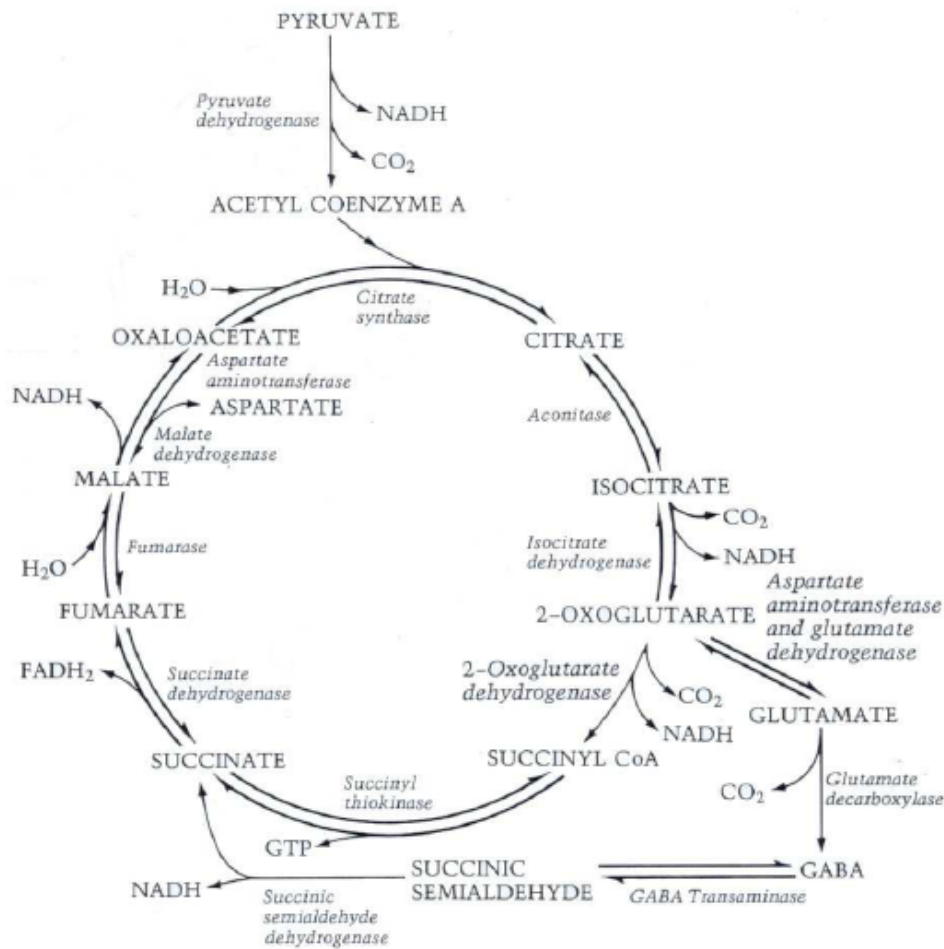 PYRUVATE
Pyruvate
dehydrogenase
NADH
CO2
ACETYL COENZYME A
H2O
Citrate
synthase
OXALOACETATE
CITRATE
Aspartate
aminotransferase
NADH
ASPARTATE
Aconitase
Malate
dehydrogenase
MALATE
ISOCITRATE
CO2
Fumarase
Isocitrate
dehydrogenase
NADH
H2O
Aspartate
aminotransferase
and glutamate
dehydrogenase
FUMARATE
2-OXOGLUTARATE
FADH2
Succinate
dehydrogenase
2-Oxoglutarate
dehydrogenase
CO2
NADH
GLUTAMATE
SUCCINATE
SUCCINYL CoA
Succinyl
thiokinase
CO2
Glutamate
decarboxylase
GTP
SUCCINIC
SEMIALDEHYDE
GABA
NADH
Succinic
semialdehyde
dehydrogenase
GABA Transaminase